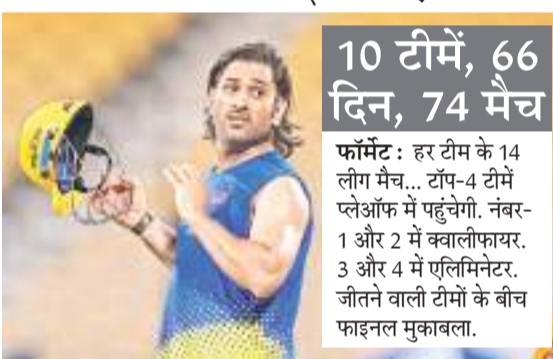 10 टीमें, 66
दिन, 74 मैच
फॉर्मेट : हर टीम के 14
लीग मैच... टॉप-4 टीमें
प्लेऑफ में पहुंचेगी. नंबर-
1 और 2 में क्वालीफायर.
3 और 4 में एलिमिनेटर.
जीतने वाली टीमों के बीच
फाइनल मुकाबला.